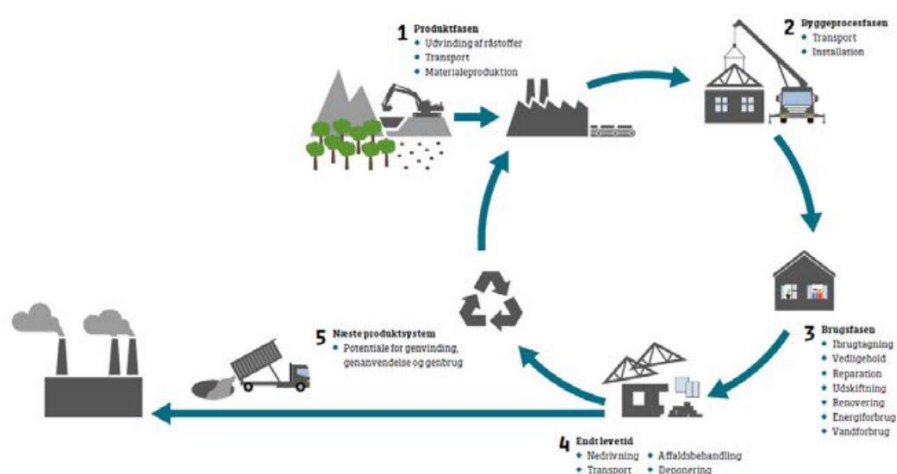 1 Produktfasen
Udvinding af råstoffer
Transport
Materialeproduktion
2 Byggeprocesfasen
Transport
Installation
3 Brugsfasen
Ibrugtagning
Vedligehold
Reparation
Udskiftning
Renovering
Energiforbrug
Vandforbrug
4 Endt levetid
Nedrivning
Transport
Affaldsbehandling
Deponering
5 Næste produktsystem
Potentiale for genvinding,
genanvendelse og genbrug